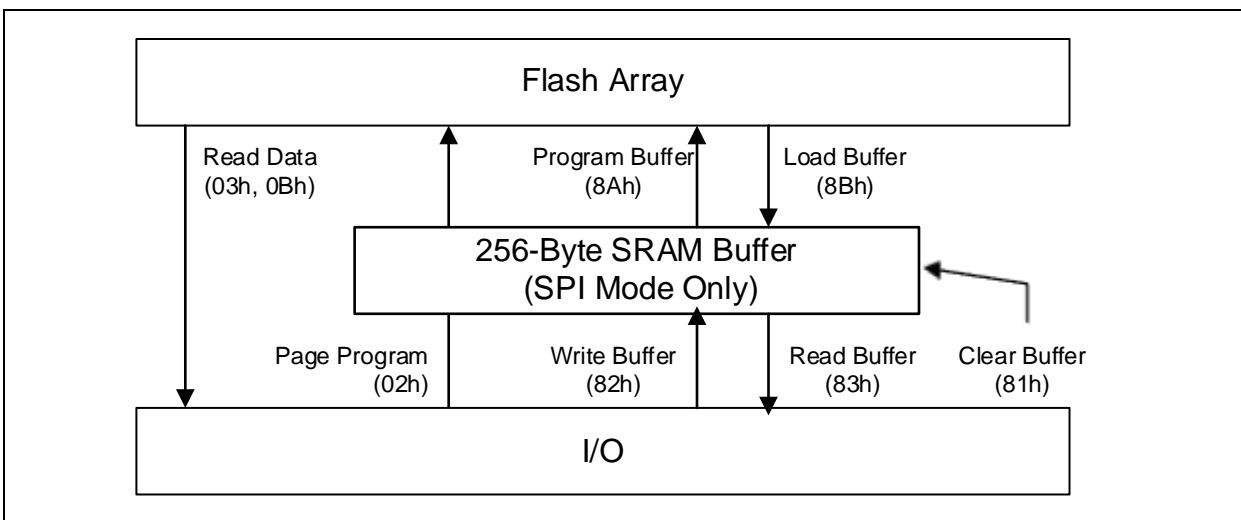 Flash Array
Read Data
(03h, 0Bh)
Program Buffer
(8Ah)
Load Buffer
(8Bh)
256-Byte SRAM Buffer
(SPI Mode Only)
Page Program
(02h)
Write Buffer
(82h)
Read Buffer
(83h)
Clear Buffer
(81h)
I/O